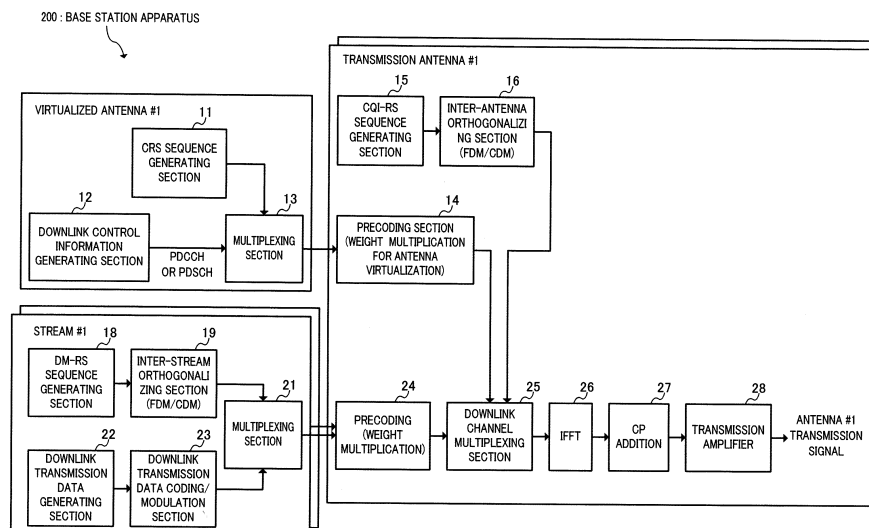 200 : BASE STATION APPARATUS
VIRTUALIZED ANTENNA #1
11
CRS SEQUENCE
GENERATING
SECTION
12
DOWNLINK CONTROL
INFORMATION
GENERATING SECTION
PDCCH
OR PDSCH
13
MULTIPLEXING
SECTION
TRANSMISSION ANTENNA #1
15
CQI-RS
SEQUENCE
GENERATING
SECTION
16
INTER-ANTENNA
ORTHOGONALIZ
ING SECTION
(FDM/CDM)
14
PRECODING SECTION
(WEIGHT MULTIPLICATION
FOR ANTENNA
VIRTUALIZATION)
STREAM #1
18
DM-RS
SEQUENCE
GENERATING
SECTION
19
INTER-STREAM
ORTHOGONALI
ZING SECTION
(FDM/CDM)
21
MULTIPLEXING
SECTION
22
DOWNLINK
TRANSMISSION
DATA
GENERATING
SECTION
23
DOWNLINK
TRANSMISSION
DATA CODING/
MODULATION
SECTION
24
PRECODING
(WEIGHT
MULTIPLICATION)
25
DOWNLINK
CHANNEL
MULTIPLEXING
SECTION
26
IFFT
27
CP
ADDITION
28
TRANSMISSION
AMPLIFIER
ANTENNA #1
TRANSMISSION
SIGNAL